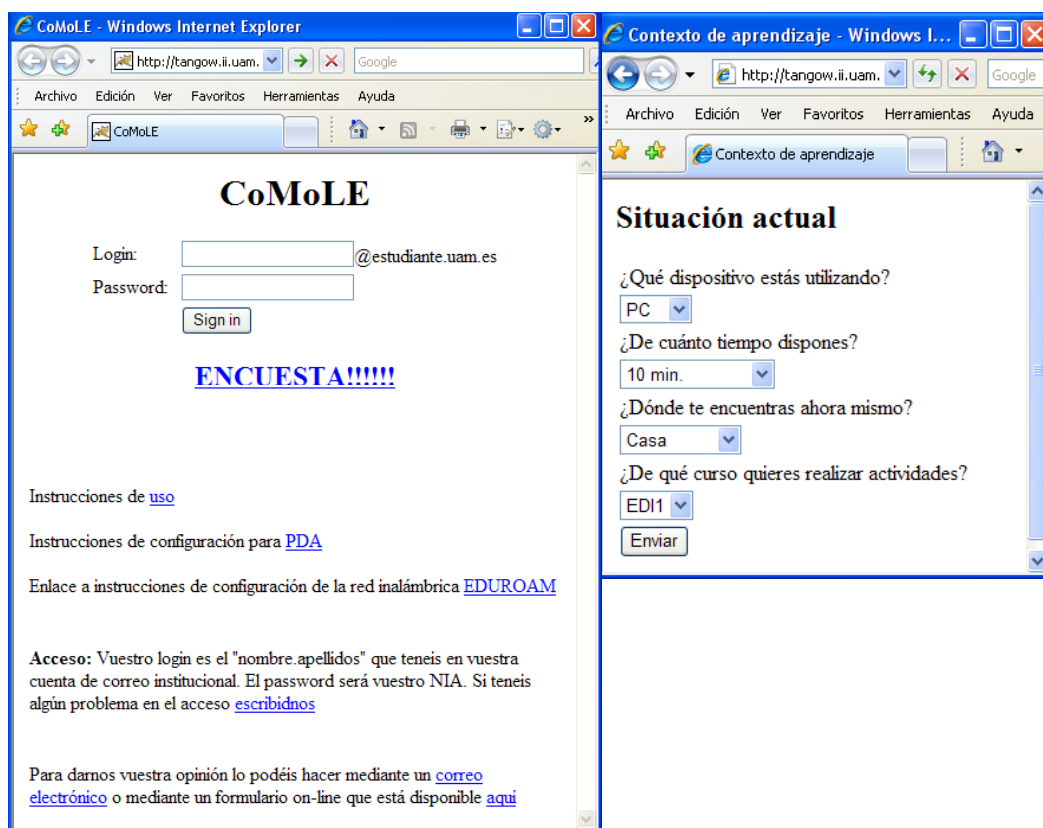 CoMoLE - Windows Internet Explorer
http://tangow.ii.uam.
Google
Archivo Edición Ver Favoritos Herramientas Ayuda
CoMoLE
»
CoMoLE
Login: @estudiante.uam.es
Password:
Sign in
ENCUESTA!!!!!!
Instrucciones de uso
Instrucciones de configuración para PDA
Enlace a instrucciones de configuración de la red inalámbrica EDUROAM
Acceso: Vuestro login es el "nombre.apellidos" que teneis en vuestra
cuenta de correo institucional. El password será vuestro NIA. Si teneis
algún problema en el acceso escribidnos
Para darnos vuestra opinión lo podéis hacer mediante un correo
electrónico o mediante un formulario on-line que está disponible aquí
Contexto de aprendizaje - Windows I...
http://tangow.ii.uam.
Google
Archivo Edición Ver Favoritos Herramientas Ayuda
Contexto de aprendizaje
Situación actual
¿Qué dispositivo estás utilizando?
PC
¿De cuánto tiempo dispones?
10 min.
¿Dónde te encuentras ahora mismo?
Casa
¿De qué curso quieres realizar actividades?
EDI1
Enviar